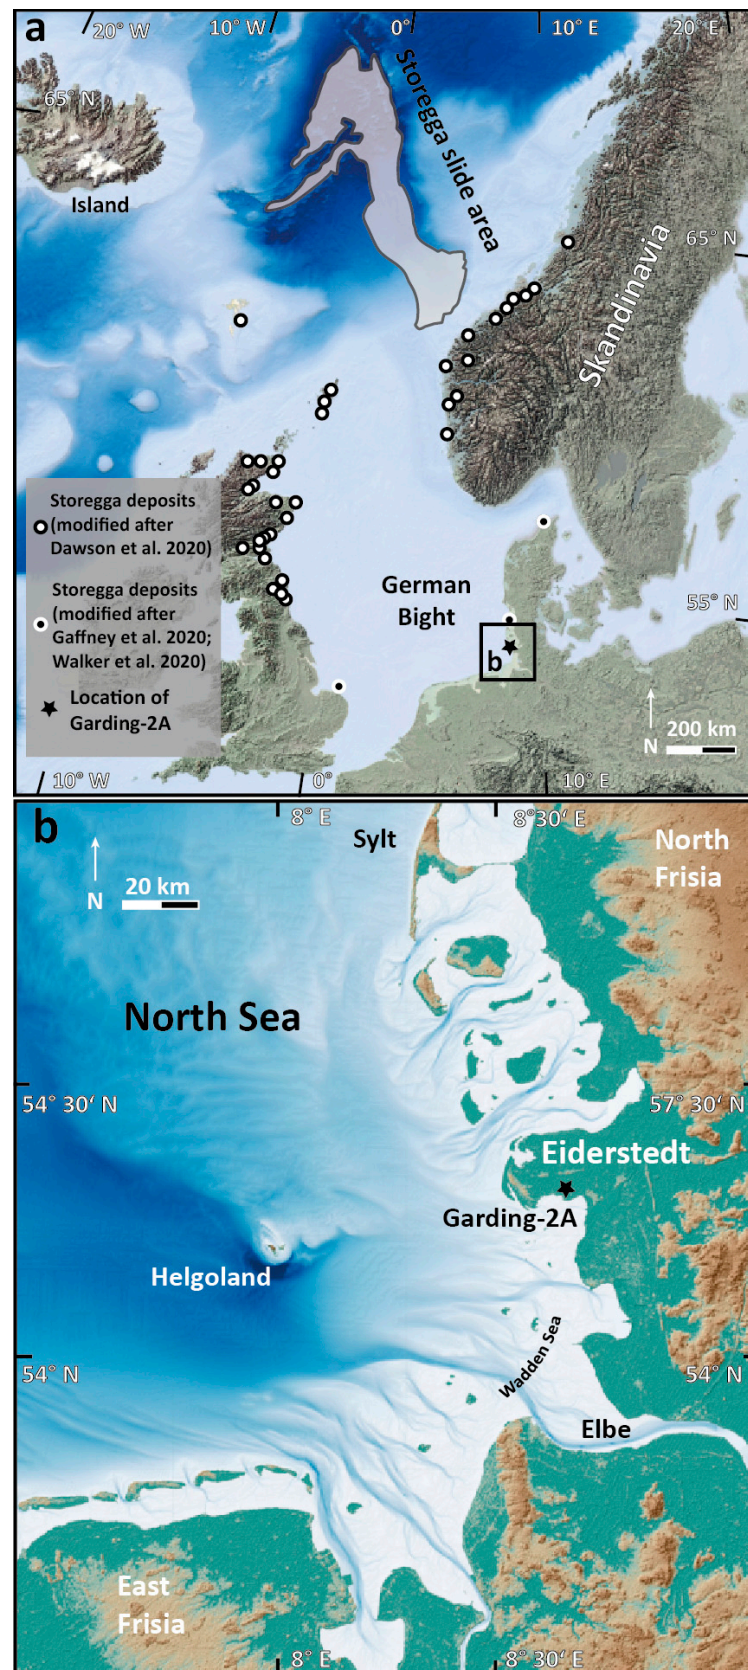 a
20° W
10° W
0°
10° E
20° E
65° N
Island
Storegga slide area
65° N
Skandinavia
Storegga deposits
(modified after
Dawson et al. 2020)
Storegga deposits
(modified after
Gaffney et al. 2020;
Walker et al. 2020)
Location of
Garding-2A
German
Bight
55° N
b
N
200 km
10° W
0°
10° E
b
8° E
8°30' E
Sylt
North
Frisia
20 km
N
North Sea
54° 30‘ N
57° 30‘ N
Eiderstedt
Garding-2A
Helgoland
Wadden Sea
54° N
54° N
Elbe
East
Frisia
8° E
8° 30‘ E